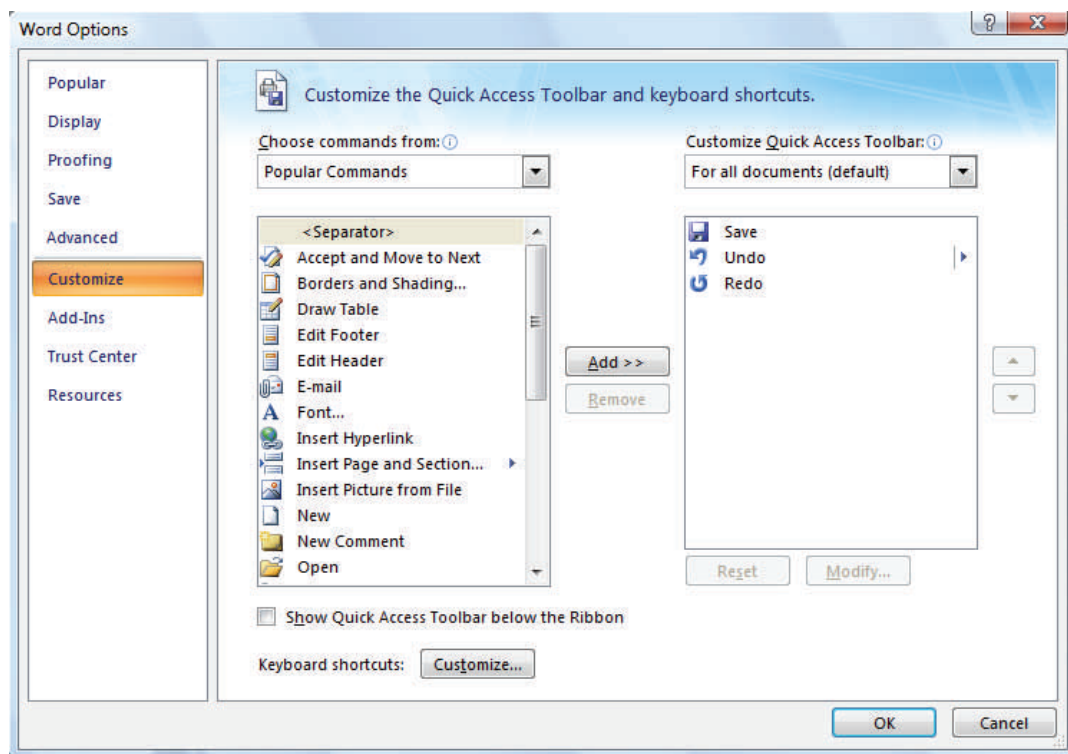 Word Options
Popular
Display
Proofing
Save
Advanced
Customize
Add-Ins
Trust Center
Resources
Customize the Quick Access Toolbar and keyboard shortcuts.
Choose commands from:
Popular Commands
<Separator>
Accept and Move to Next
Borders and Shading...
Draw Table
Edit Footer
Edit Header
E-mail
Font...
Insert Hyperlink
Insert Page and Section...
Insert Picture from File
New
New Comment
Open
Add >>
Remove
Customize Quick Access Toolbar:
For all documents (default)
Save
Undo
Redo
Reset
Modify...
Show Quick Access Toolbar below the Ribbon
Keyboard shortcuts:
Customize...
OK
Cancel